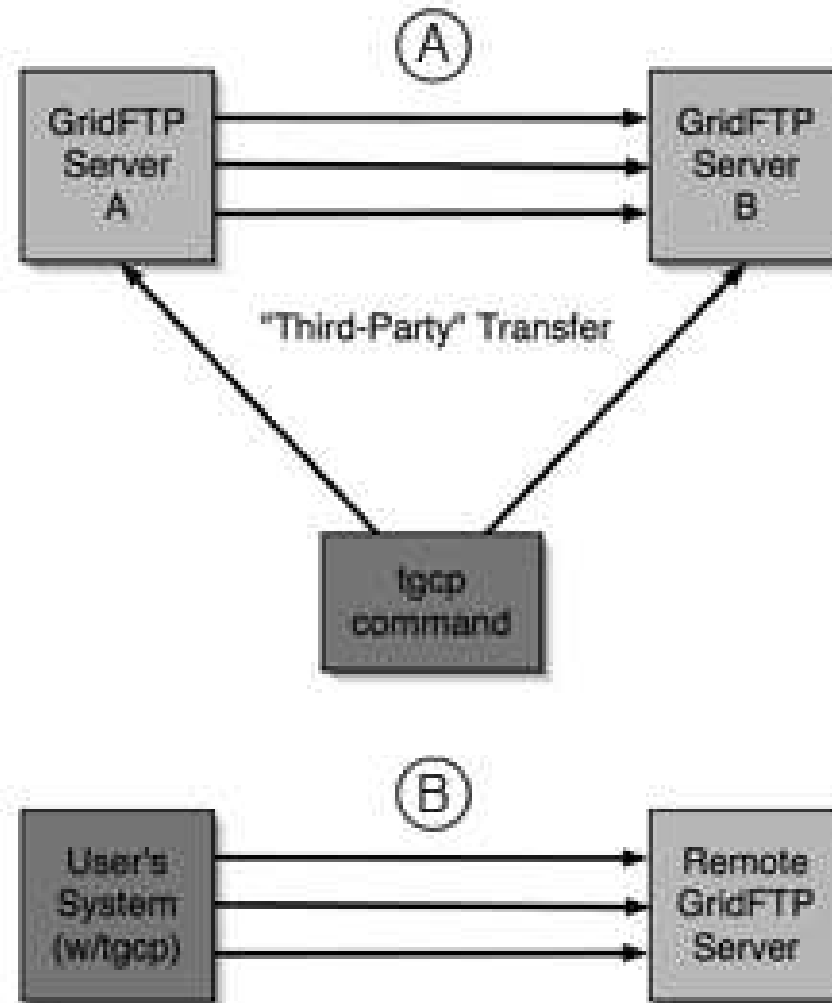 A
GridFTP
Server
A
GridFTP
Server
B
"Third-Party" Transfer
tgcp
command
B
User's
System
(w/tgcp)
Remote
GridFTP
Server